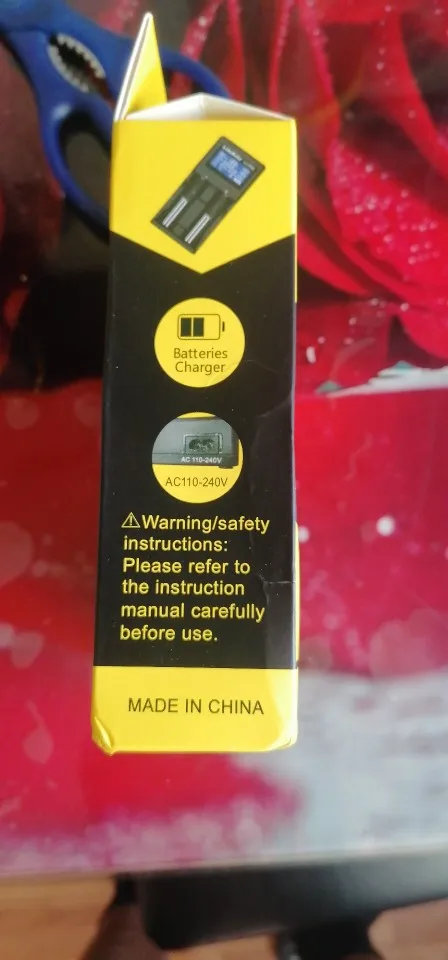 Batteries
Charger
AC 110-240V
AC110-240V
⚠Warning/safety
instructions:
Please refer to
the instruction
manual carefully
before use.
MADE IN CHINA